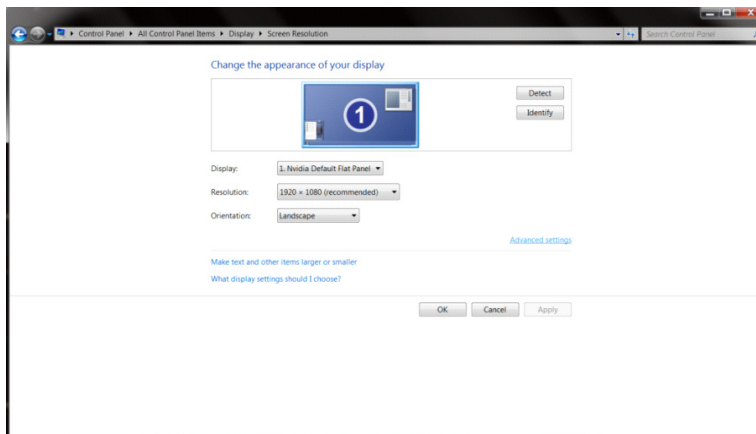 Control Panel ▸ All Control Panel Items ▸ Display ▸ Screen Resolution
Search Control Panel
Change the appearance of your display
1
Detect
Identify
Display: 1. Nvidia Default Flat Panel
Resolution: 1920 × 1080 (recommended)
Orientation: Landscape
Advanced settings
Make text and other items larger or smaller
What display settings should I choose?
OK Cancel Apply